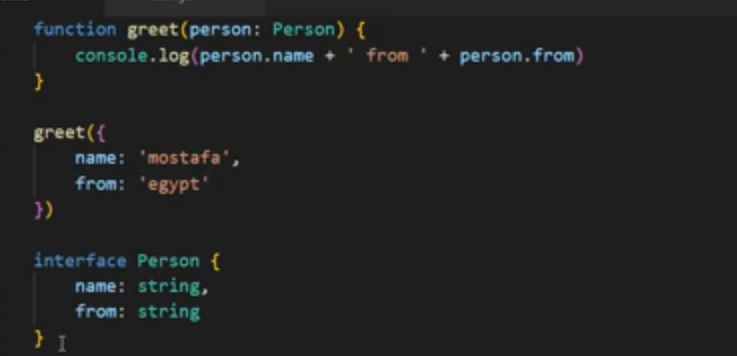 function greet(person: Person) {
    console.log(person.name + ' from ' + person.from)
}
greet({
    name: 'mostafa',
    from: 'egypt'
})
interface Person {
    name: string,
    from: string
}